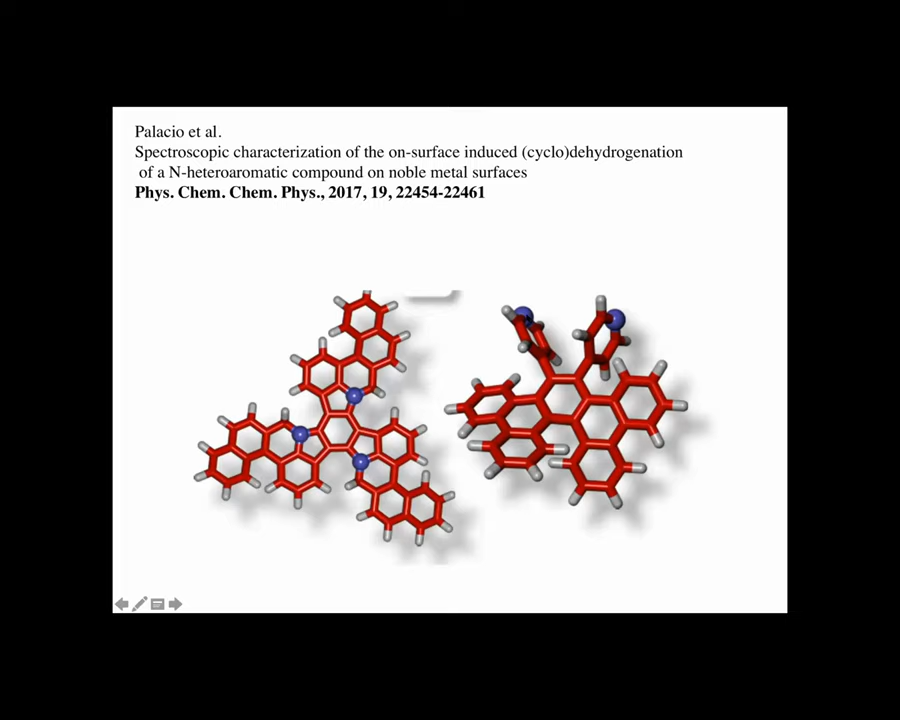 Palacio et al.
Spectroscopic characterization of the on-surface induced (cyclo)dehydrogenation
of a N-heteroaromatic compound on noble metal surfaces
Phys. Chem. Chem. Phys., 2017, 19, 22454-22461